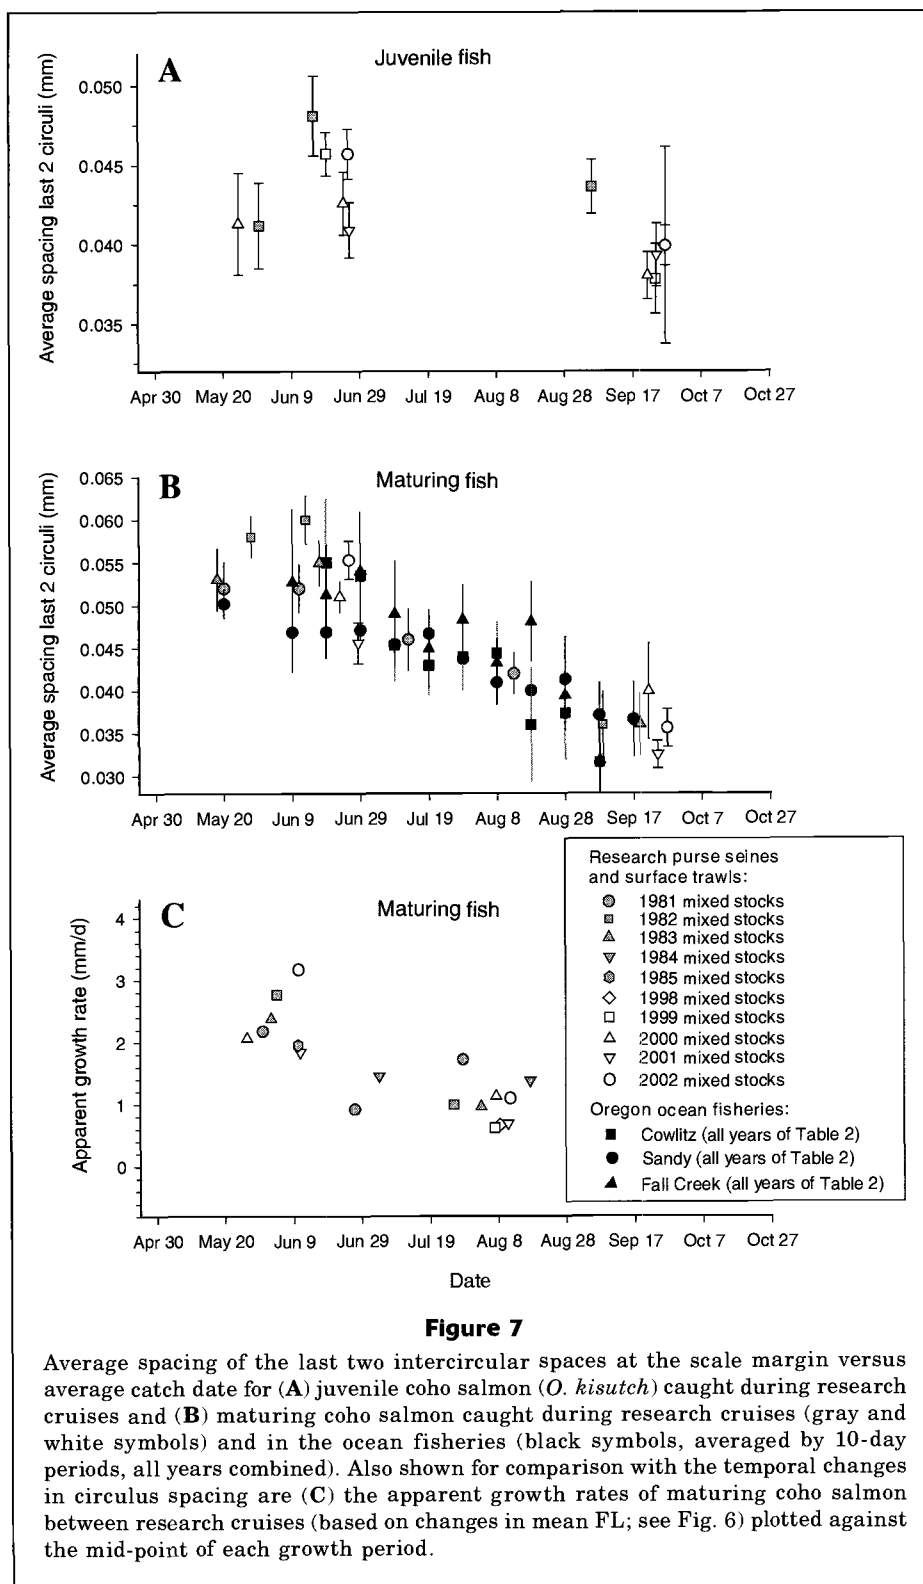 A
Juvenile fish
Average spacing last 2 circuli (mm)
0.050
0.045
0.040
0.035
Apr 30 May 20 Jun 9 Jun 29 Jul 19 Aug 8 Aug 28 Sep 17 Oct 7 Oct 27
B
Maturing fish
Average spacing last 2 circuli (mm)
0.065
0.060
0.055
0.050
0.045
0.040
0.035
0.030
Apr 30 May 20 Jun 9 Jun 29 Jul 19 Aug 8 Aug 28 Sep 17 Oct 7 Oct 27
C
Maturing fish
Apparent growth rate (mm/d)
4
3
2
1
0
Apr 30 May 20 Jun 9 Jun 29 Jul 19 Aug 8 Aug 28 Sep 17 Oct 7 Oct 27
Date
Research purse seines
and surface trawls:
1981 mixed stocks
1982 mixed stocks
1983 mixed stocks
1984 mixed stocks
1985 mixed stocks
1998 mixed stocks
1999 mixed stocks
2000 mixed stocks
2001 mixed stocks
2002 mixed stocks
Oregon ocean fisheries:
Cowlitz (all years of Table 2)
Sandy (all years of Table 2)
Fall Creek (all years of Table 2)
Figure 7
Average spacing of the last two intercircular spaces at the scale margin versus
average catch date for (A) juvenile coho salmon (O. kisutch) caught during research
cruises and (B) maturing coho salmon caught during research cruises (gray and
white symbols) and in the ocean fisheries (black symbols, averaged by 10-day
periods, all years combined). Also shown for comparison with the temporal changes
in circulus spacing are (C) the apparent growth rates of maturing coho salmon
between research cruises (based on changes in mean FL; see Fig. 6) plotted against
the mid-point of each growth period.